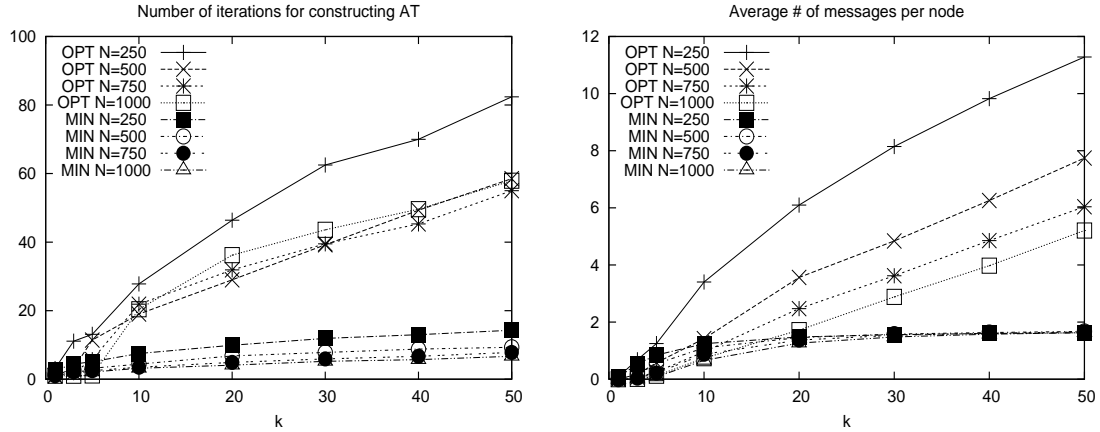 Number of iterations for constructing AT
100
80
60
40
20
0
OPT N=250
OPT N=500
OPT N=750
OPT N=1000
MIN N=250
MIN N=500
MIN N=750
MIN N=1000
0 10 20 30 40 50
k
Average # of messages per node
12
10
8
6
4
2
0
OPT N=250
OPT N=500
OPT N=750
OPT N=1000
MIN N=250
MIN N=500
MIN N=750
MIN N=1000
0 10 20 30 40 50
k